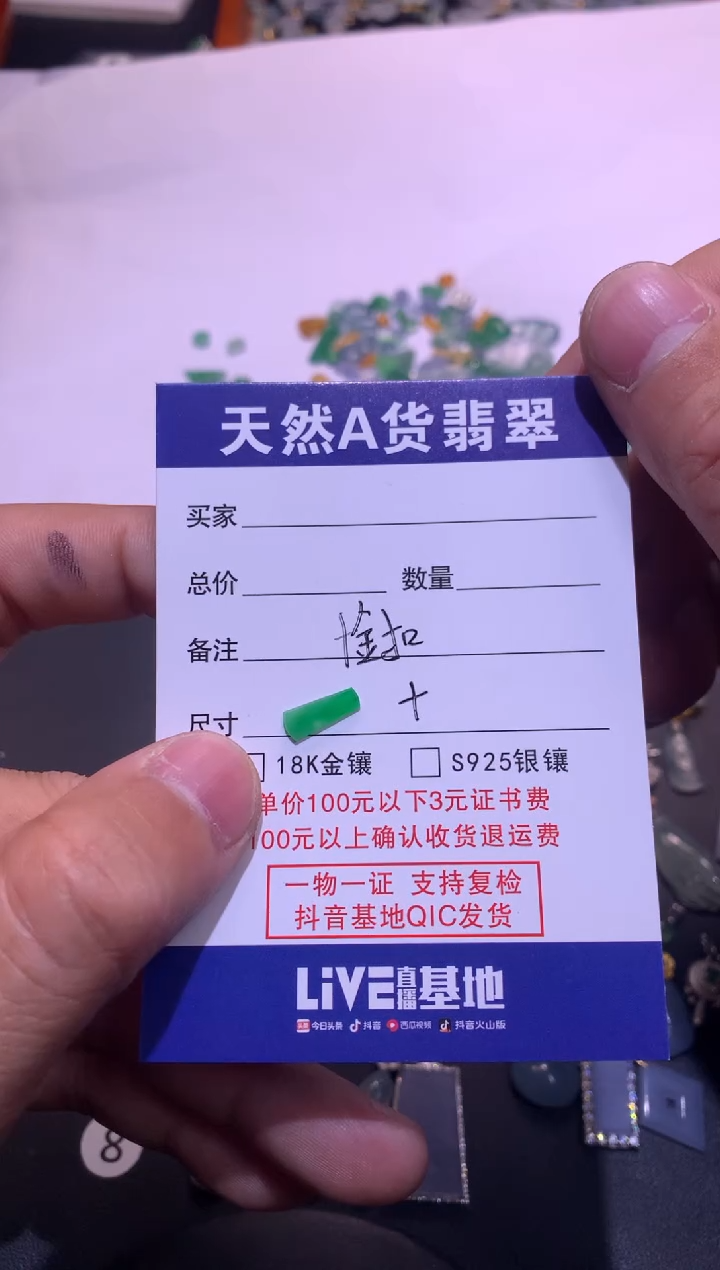 天然A货翡翠
买家
总价 数量
备注
尺寸 +
18K金镶 S925银镶
单价100元以下3元证书费
100元以上确认收货退运费
一物一证 支持复检
抖音基地QIC发货
LiVE直播基地
头条 今日头条 抖音 西瓜视频 抖音火山版
8